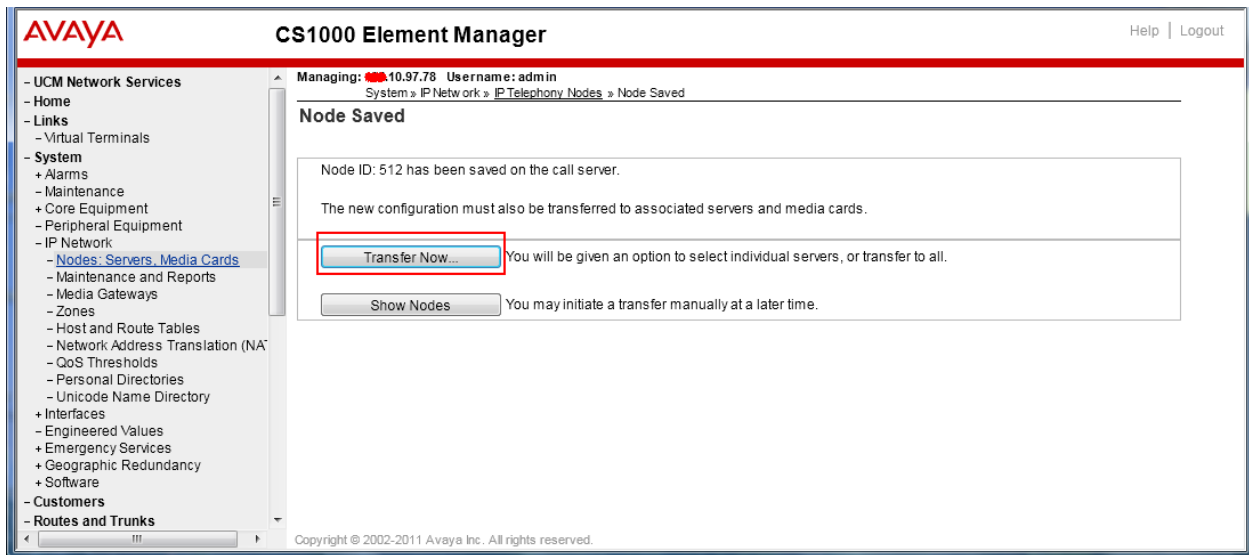 AVAYA
CS1000 Element Manager
Help | Logout
- UCM Network Services
- Home
- Links
- Virtual Terminals
- System
+ Alarms
- Maintenance
+ Core Equipment
- Peripheral Equipment
- IP Network
- Nodes: Servers, Media Cards
- Maintenance and Reports
- Media Gateways
- Zones
- Host and Route Tables
- Network Address Translation (NAT
- QoS Thresholds
- Personal Directories
- Unicode Name Directory
+ Interfaces
- Engineered Values
+ Emergency Services
+ Geographic Redundancy
+ Software
- Customers
- Routes and Trunks
Managing: .10.97.78 Username: admin
System » IP Network » IP Telephony Nodes » Node Saved
Node Saved
Node ID: 512 has been saved on the call server.
The new configuration must also be transferred to associated servers and media cards.
Transfer Now... You will be given an option to select individual servers, or transfer to all.
Show Nodes You may initiate a transfer manually at a later time.
Copyright © 2002-2011 Avaya Inc. All rights reserved.